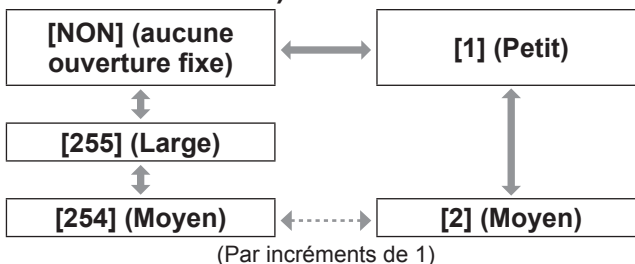 [NON] (aucune
ouverture fixe)
[1] (Petit)
[255] (Large)
[254] (Moyen)
[2] (Moyen)
(Par incréments de 1)